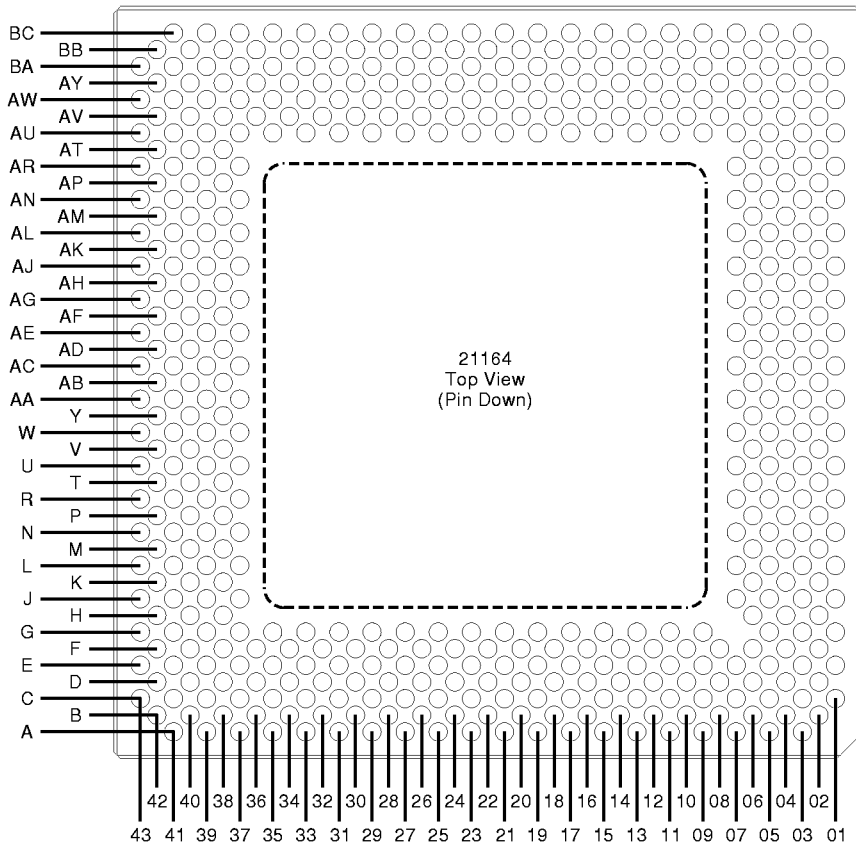 BC
BB
BA
AY
AW
AV
AU
AT
AR
AP
AN
AM
AL
AK
AJ
AH
AG
AF
AE
AD
AC
AB
AA
Y
W
V
U
T
R
P
N
M
L
K
J
H
G
F
E
D
C
B
A
21164
Top View
(Pin Down)
42 40 38 36 34 32 30 28 26 24 22 20 18 16 14 12 10 08 06 04 02
43 41 39 37 35 33 31 29 27 25 23 21 19 17 15 13 11 09 07 05 03 01